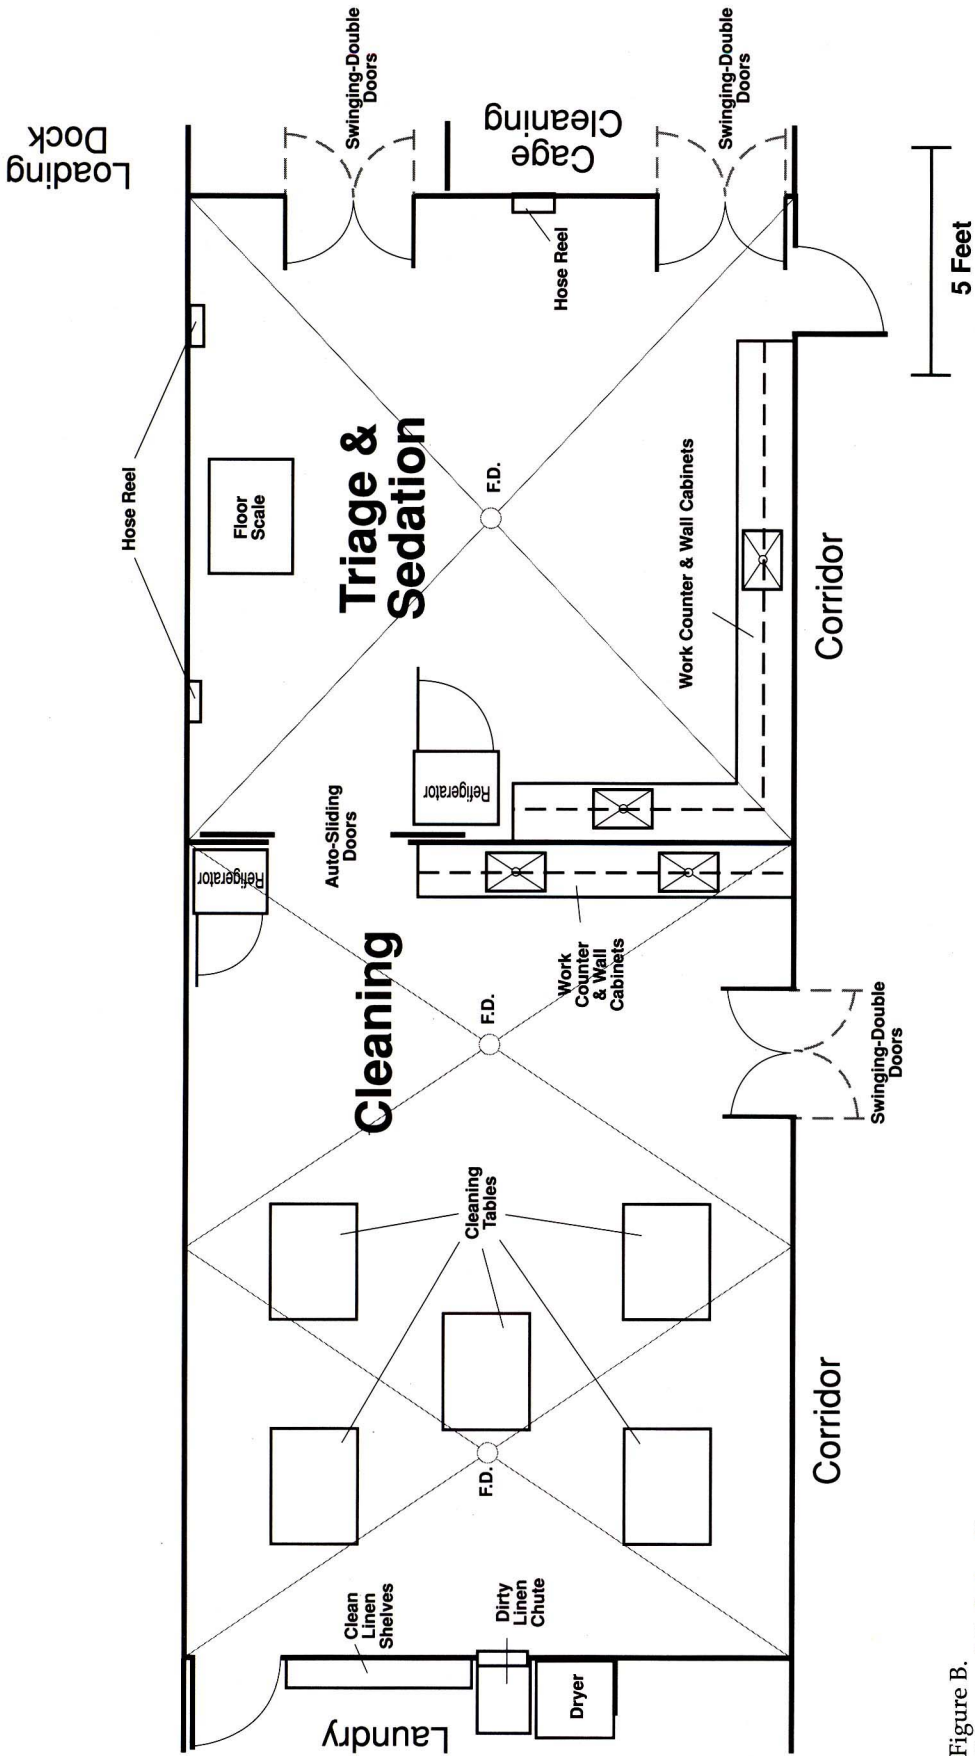 Loading
Dock
Swinging-Double
Doors
Cage
Cleaning
Swinging-Double
Doors
Hose Reel
5 Feet
Hose Reel
Floor
Scale
Triage &
Sedation
F.D.
Work Counter & Wall Cabinets
Corridor
Refrigerator
Auto-Sliding
Doors
Refrigerator
Cleaning
Work
Counter
& Wall
Cabinets
F.D.
Swinging-Double
Doors
Cleaning
Tables
F.D.
Corridor
Clean
Linen
Shelves
Dirty
Linen
Chute
Dryer
Laundry
Figure B.